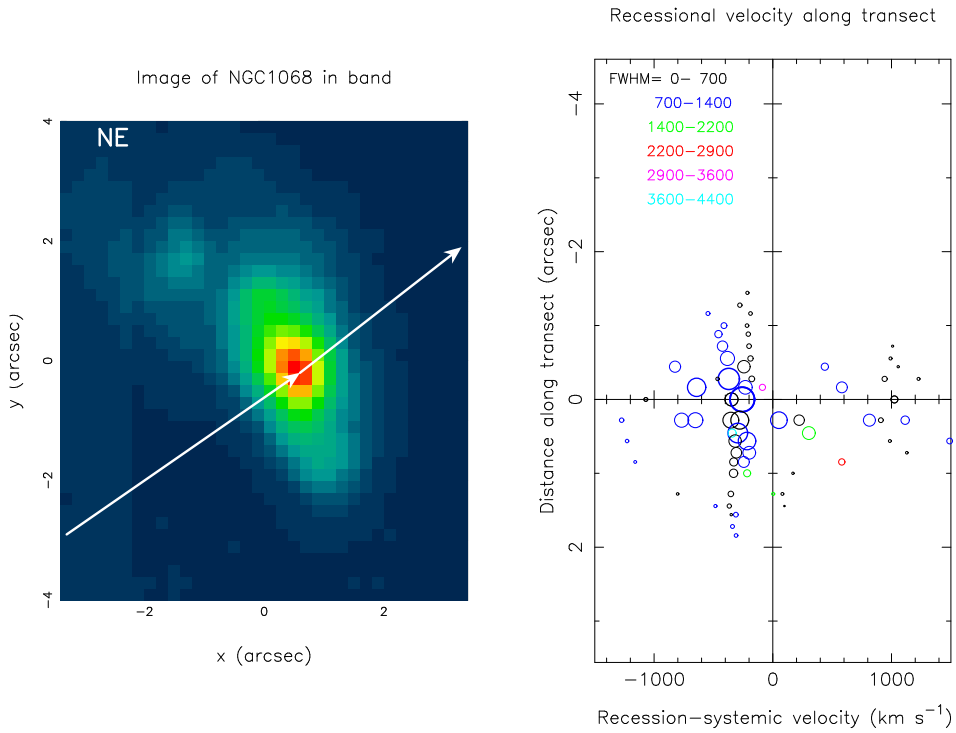 Recessional velocity along transect
Image of NGC1068 in band
NE
y (arcsec)
4
2
0
−2
−4
−2
0
2
x (arcsec)
FWHM= 0− 700
700−1400
1400−2200
2200−2900
2900−3600
3600−4400
Distance along transect (arcsec)
−4
−2
0
2
−1000
0
1000
Recession−systemic velocity (km s⁻¹)